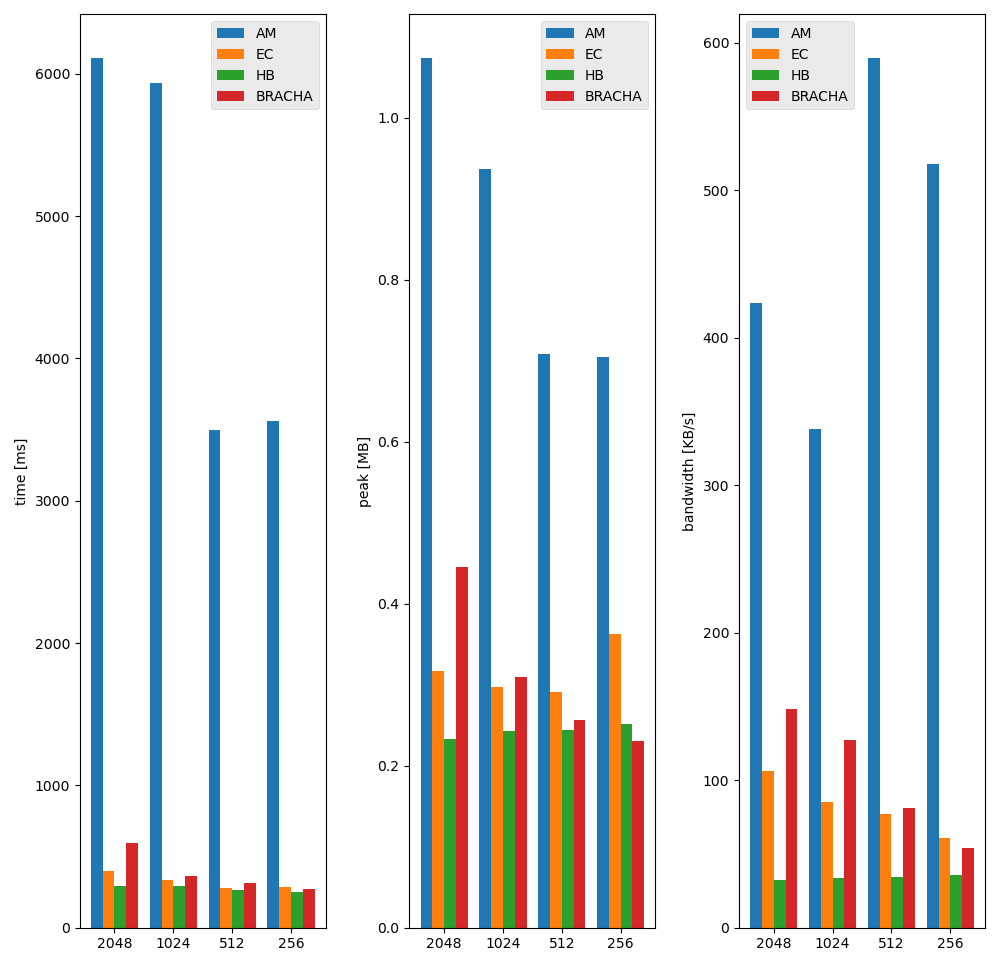 time [ms]
6000
5000
4000
3000
2000
1000
0
2048 1024 512 256
AM
EC
HB
BRACHA
peak [MB]
1.0
0.8
0.6
0.4
0.2
0.0
2048 1024 512 256
AM
EC
HB
BRACHA
bandwidth [KB/s]
600
500
400
300
200
100
0
2048 1024 512 256
AM
EC
HB
BRACHA